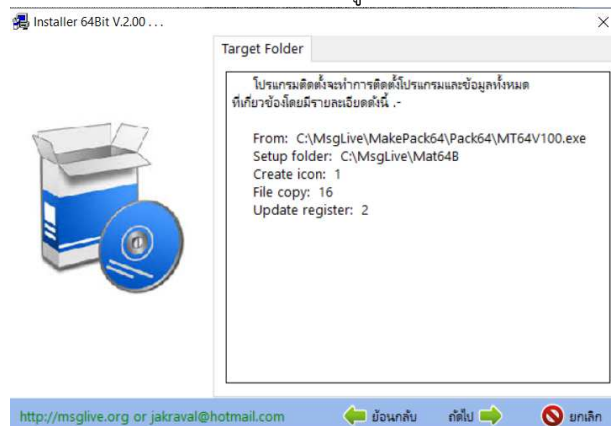 Installer 64Bit V.2.00 . . .
Target Folder
โปรแกรมติดตั้งจะทำการติดตั้งโปรแกรมและข้อมูลทั้งหมด
ที่เกี่ยวข้องโดยมีรายละเอียดดังนี้ .-
From: C:\MsgLive\MakePack64\Pack64\MT64V100.exe
Setup folder: C:\MsgLive\Mat64B
Create icon: 1
File copy: 16
Update register: 2
http://msglive.org or jakraval@hotmail.com
ย้อนกลับ
ถัดไป
ยกเลิก